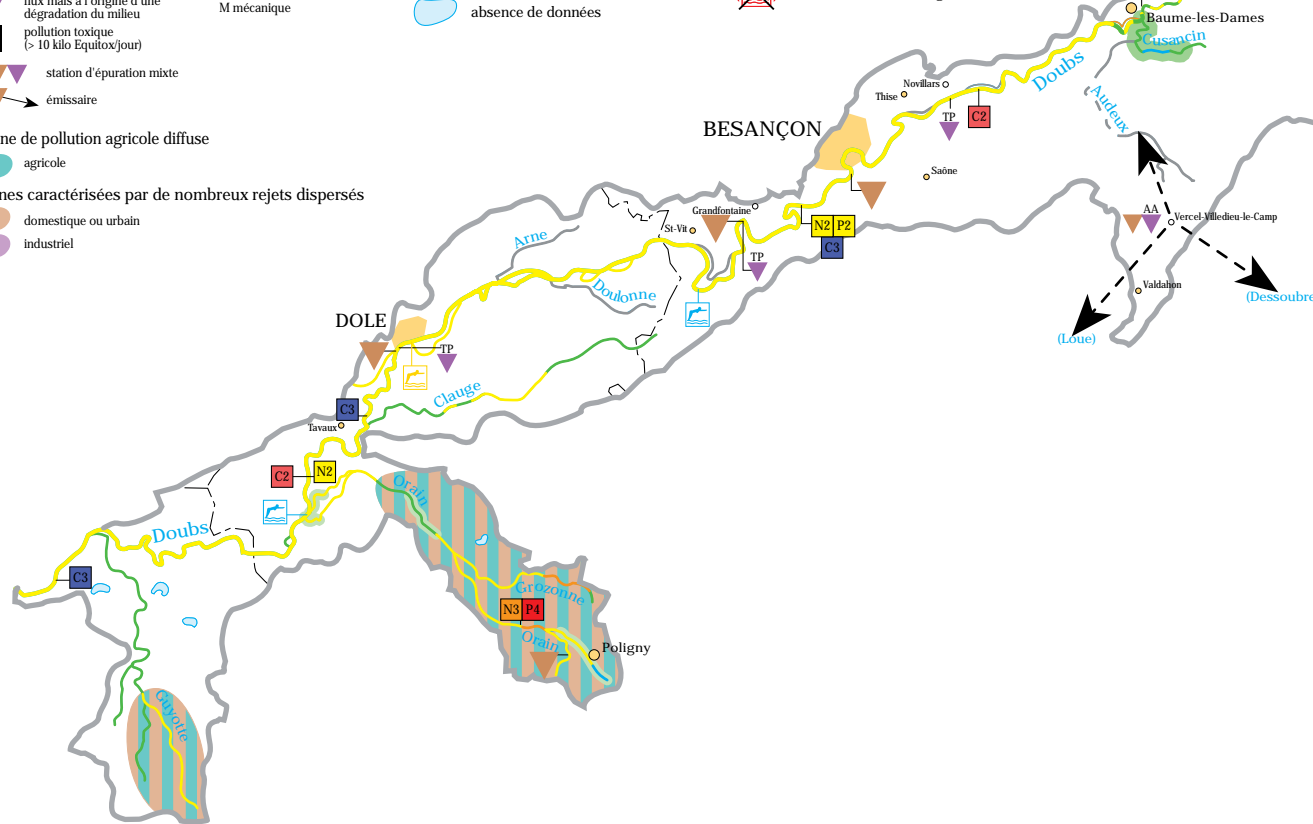 flux mais à l'origine d'une
dégradation du milieu
pollution toxique
(> 10 kilo Equitox/jour)
station d'épuration mixte
émissaire
M mécanique
absence de données
ne de pollution agricole diffuse
agricole
nes caractérisées par de nombreux rejets dispersés
domestique ou urbain
industriel
Baume-les-Dames
Cusancin
Doubs
Audeux
Novillars
Thise
TP
C2
BESANÇON
Saône
AA
Vercel-Villedieu-le-Camp
Grandfontaine
St-Vit
N2 P2
C3
TP
Valdahon
(Dessoubre
(Loue)
Arne
Doulonne
DOLE
TP
Clauge
C3
Tavaux
C2
N2
Orain
Doubs
C3
Grozonne
N3 P4
Orain
Poligny
Guyotte